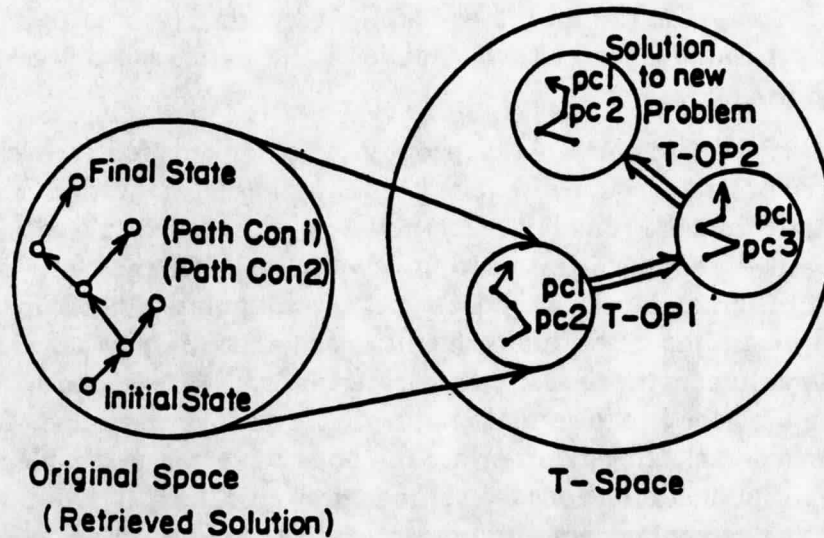 Final State
(Path Con 1)
(Path Con2)
Initial State
Original Space
(Retrieved Solution)
Solution
to new
Problem
pc1
pc2
T-OP2
pc1
pc3
pc1
pc2
T-OP1
T-Space